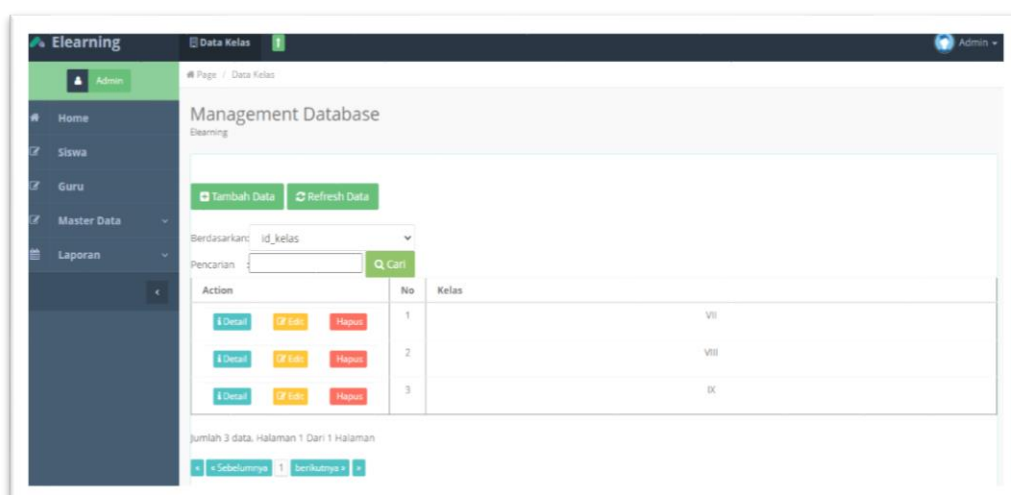 Elearning
Data Kelas
Admin
Admin
Page / Data Kelas
Home
Siswa
Guru
Master Data
Laporan
Management Database
Elearning
Tambah Data Refresh Data
Berdasarkan: id_kelas
Pencarian : Cari
Action No Kelas
Detail Edit Hapus 1 VII
Detail Edit Hapus 2 VIII
Detail Edit Hapus 3 IX
Jumlah 3 data, Halaman 1 Dari 1 Halaman
« « Sebelumnya 1 berikutnya » »